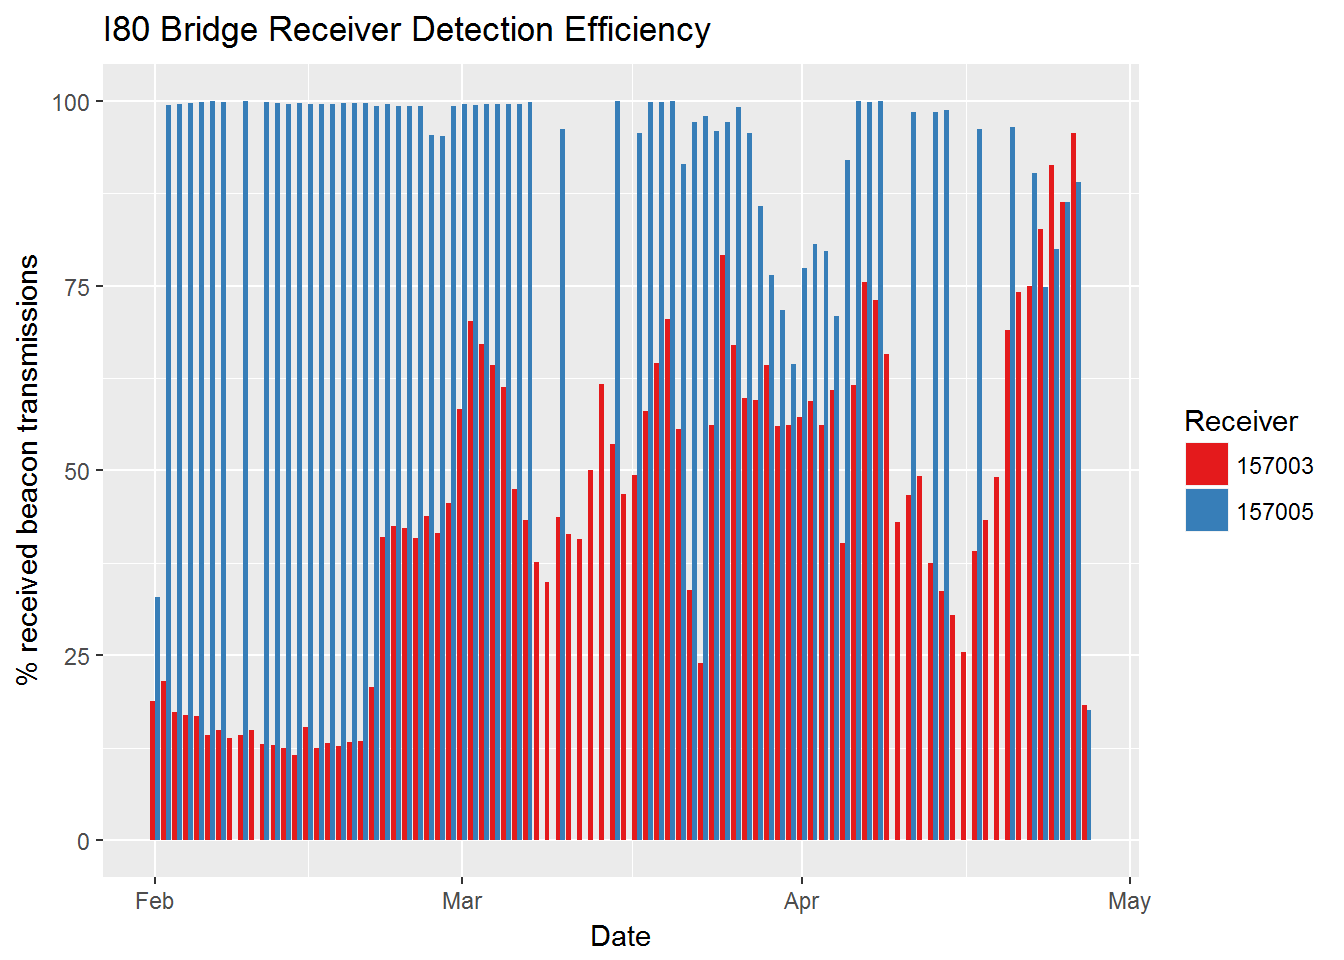 I80 Bridge Receiver Detection Efficiency
% received beacon transmissions
100
75
50
25
0
Feb Mar Apr May
Date
Receiver
157003
157005